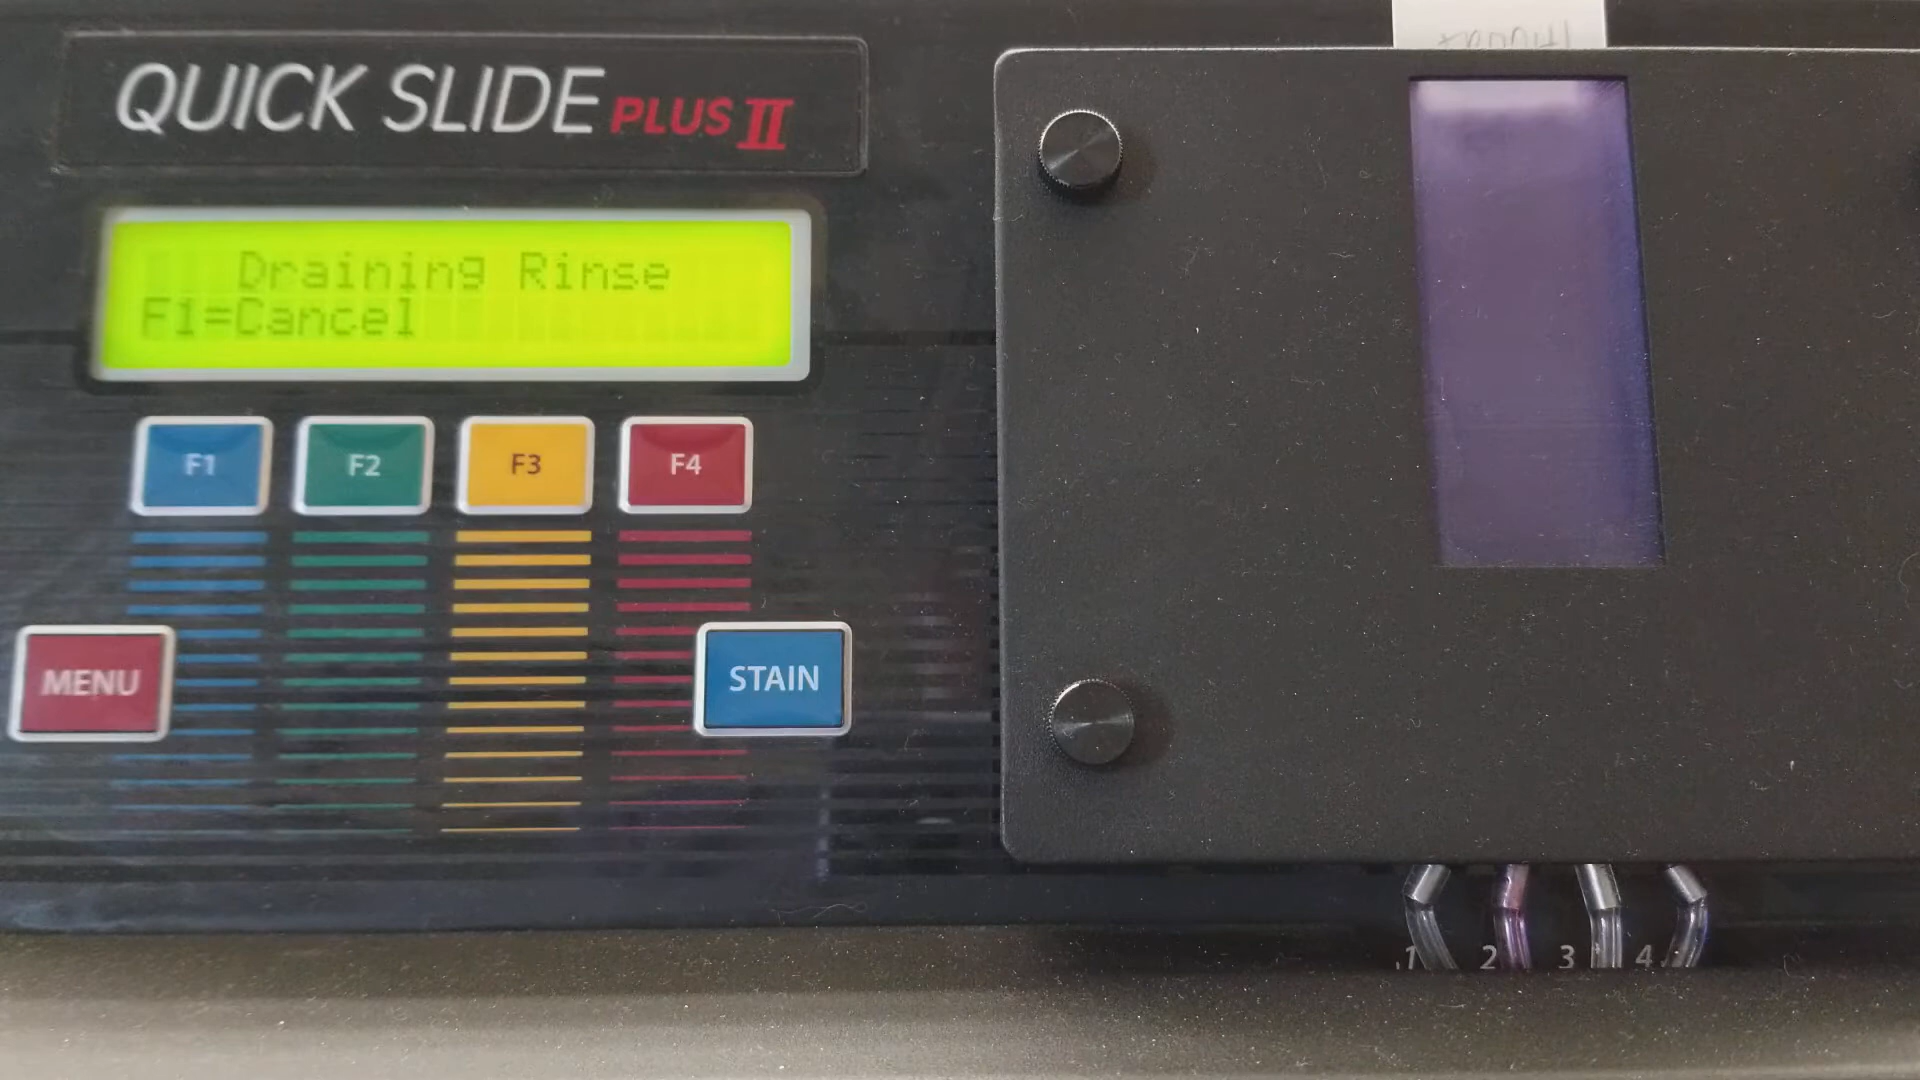 QUICK SLIDE PLUS II
Draining Rinse
F1=Cancel
F1 F2 F3 F4
MENU
STAIN
1 2 3 4